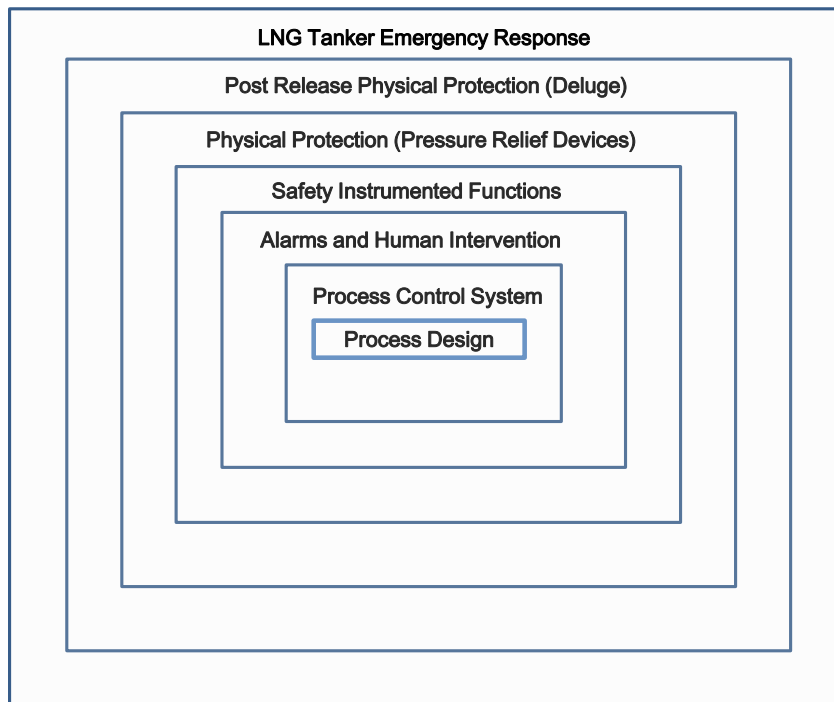 LNG Tanker Emergency Response
Post Release Physical Protection (Deluge)
Physical Protection (Pressure Relief Devices)
Safety Instrumented Functions
Alarms and Human Intervention
Process Control System
Process Design